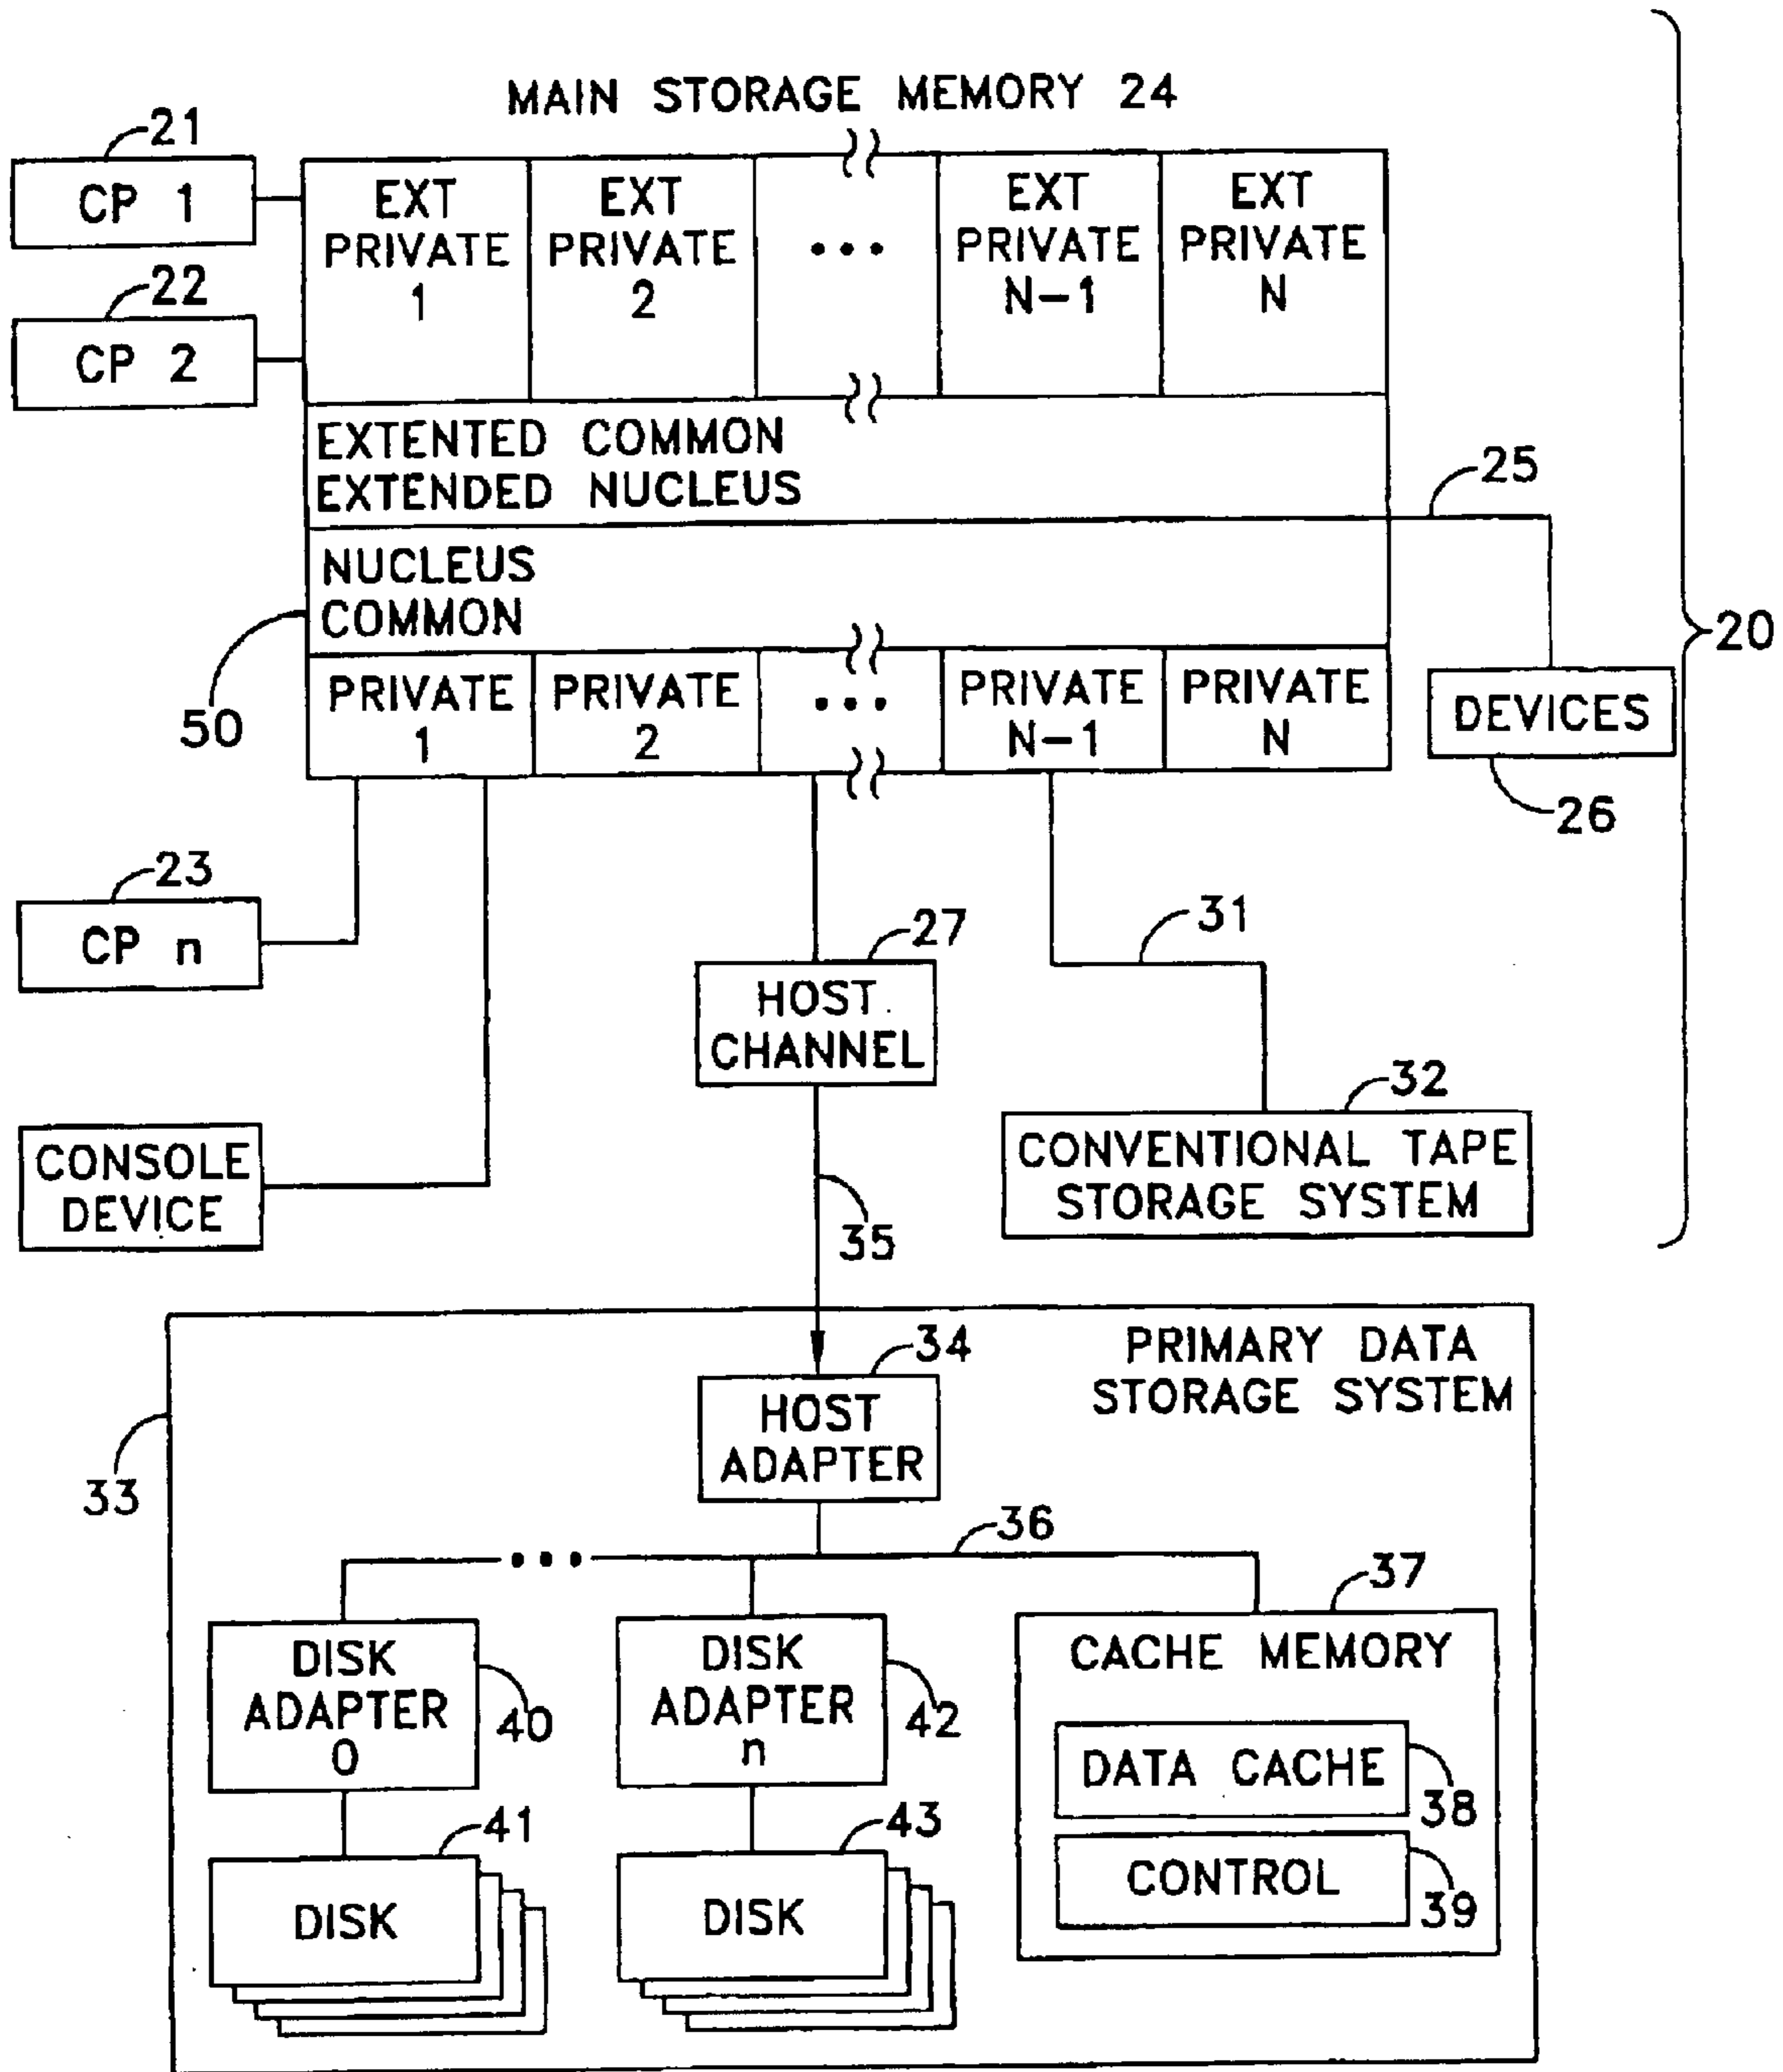 MAIN STORAGE MEMORY 24
21
CP 1
22
CP 2
EXT PRIVATE 1
EXT PRIVATE 2
...
EXT PRIVATE N-1
EXT PRIVATE N
EXTENTED COMMON
EXTENDED NUCLEUS
25
NUCLEUS
COMMON
20
50
PRIVATE 1
PRIVATE 2
...
PRIVATE N-1
PRIVATE N
DEVICES
26
23
CP n
27
31
HOST
CHANNEL
32
CONSOLE
DEVICE
CONVENTIONAL TAPE
STORAGE SYSTEM
35
PRIMARY DATA
STORAGE SYSTEM
34
HOST
ADAPTER
33
36
...
37
DISK
ADAPTER
0
40
DISK
ADAPTER
n
42
CACHE MEMORY
DATA CACHE
38
41
DISK
43
DISK
CONTROL
39